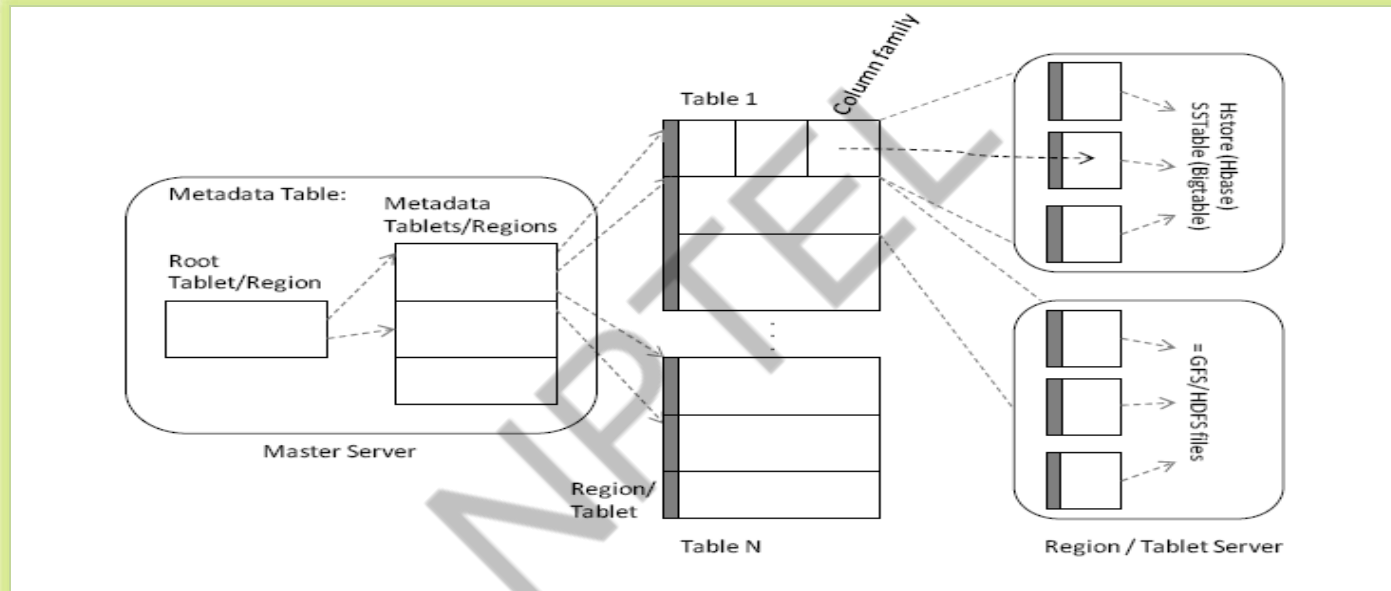 Metadata Table:
Metadata
Tablets/Regions
Root
Tablet/Region
Master Server
Table 1
Column family
Region/
Tablet
Table N
Hstore (Hbase)
SSTable (Bigtable)
= GFS/HDFS files
Region / Tablet Server
NPTEL